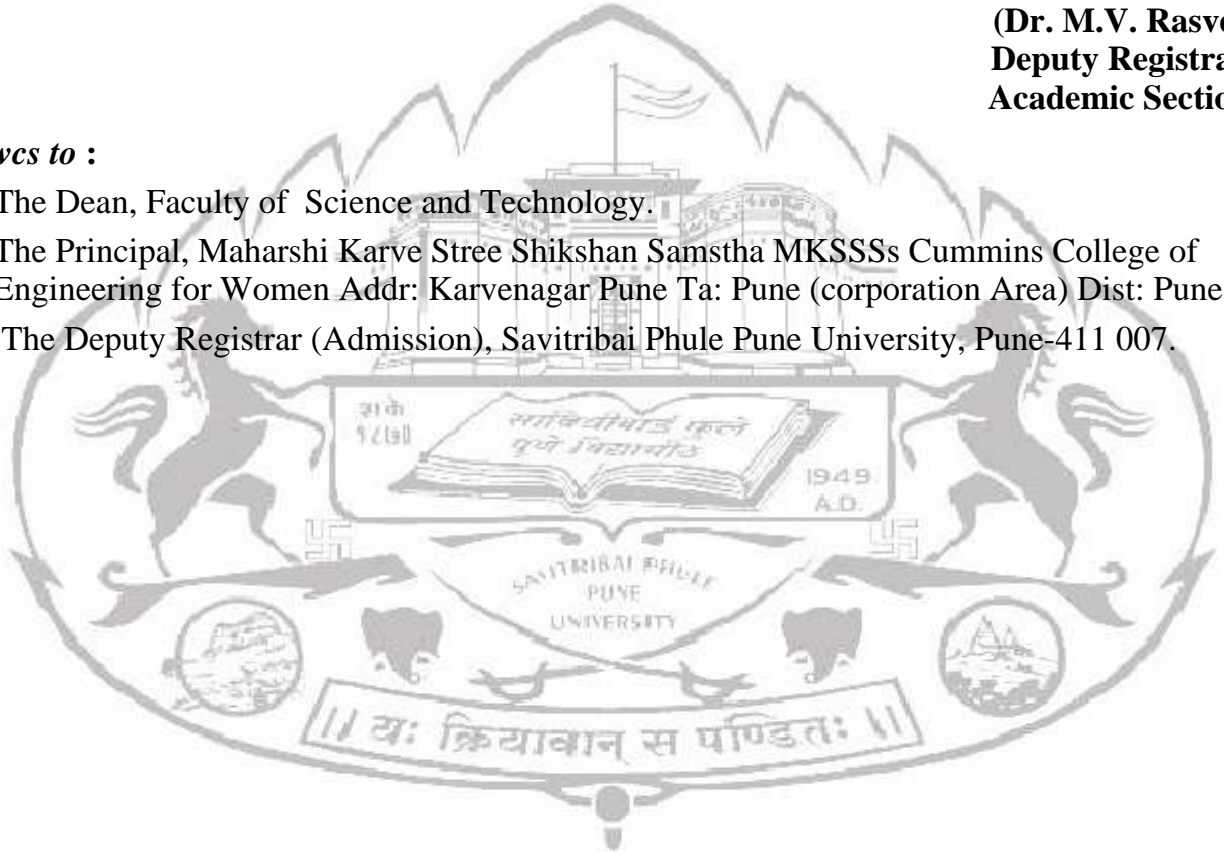 (Dr. M.V. Rasve
Deputy Registra
Academic Sectio
wcs to :
The Dean, Faculty of Science and Technology.
The Principal, Maharshi Karve Stree Shikshan Samstha MKSSSs Cummins College of
Engineering for Women Addr: Karvenagar Pune Ta: Pune (corporation Area) Dist: Pune
The Deputy Registrar (Admission), Savitribai Phule Pune University, Pune-411 007.
शके
सावित्रीबाई फुले
पुणे विद्यापीठ
1949
A.D.
SAVITRIBAI PHULE
PUNE
UNIVERSITY
॥ यः क्रियावान् स पण्डितः ॥